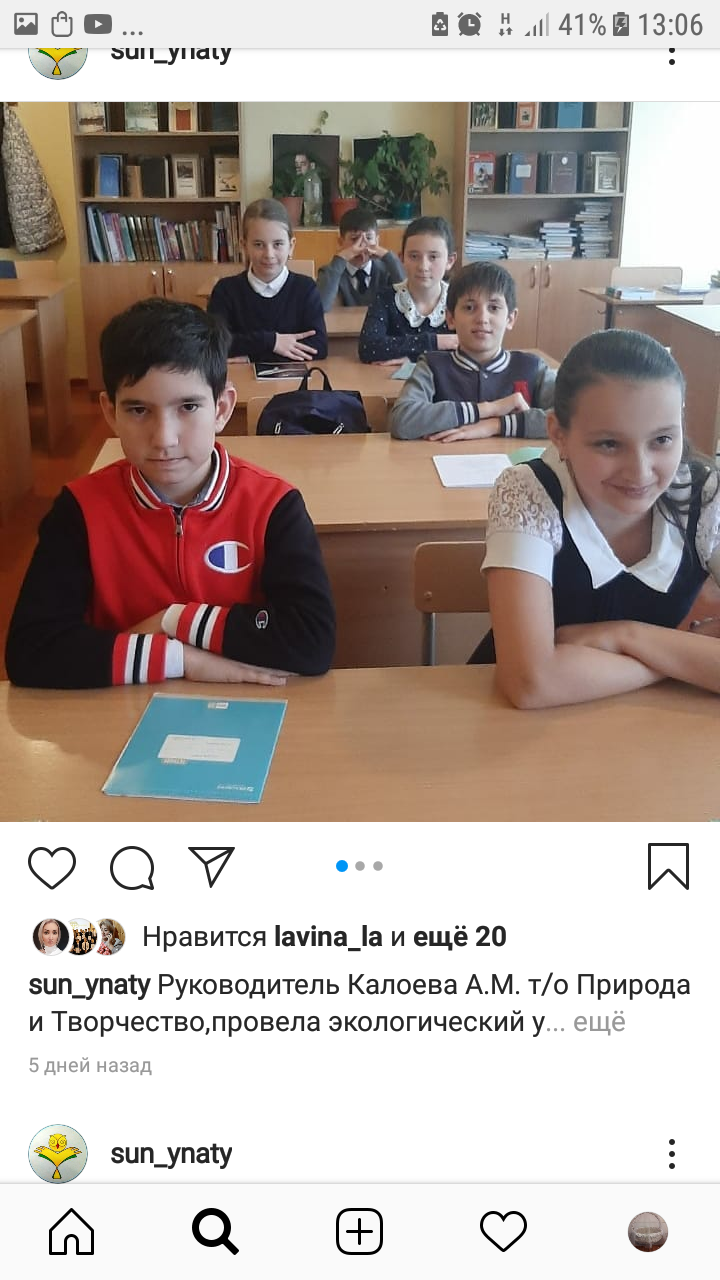 ... Н 41% 13:06
sun_ynaty
Нравится lavina_la и ещё 20
sun_ynaty Руководитель Калоева А.М. т/о Природа
и Творчество,провела экологический у... ещё
5 дней назад
sun_ynaty